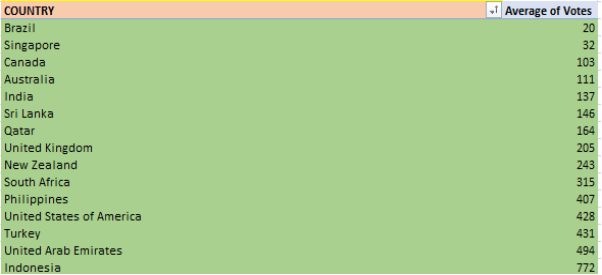 COUNTRY Average of Votes
Brazil 20
Singapore 32
Canada 103
Australia 111
India 137
Sri Lanka 146
Qatar 164
United Kingdom 205
New Zealand 243
South Africa 315
Philippines 407
United States of America 428
Turkey 431
United Arab Emirates 494
Indonesia 772